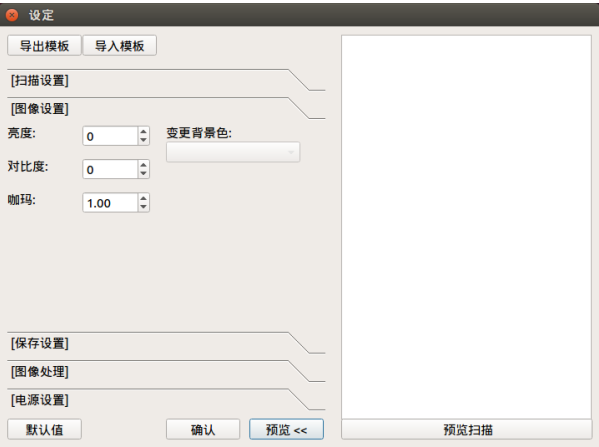 设定
导出模板 导入模板
[扫描设置]
[图像设置]
亮度: 0 变更背景色:
对比度: 0
咖玛: 1.00
[保存设置]
[图像处理]
[电源设置]
默认值 确认 预览 << 预览扫描